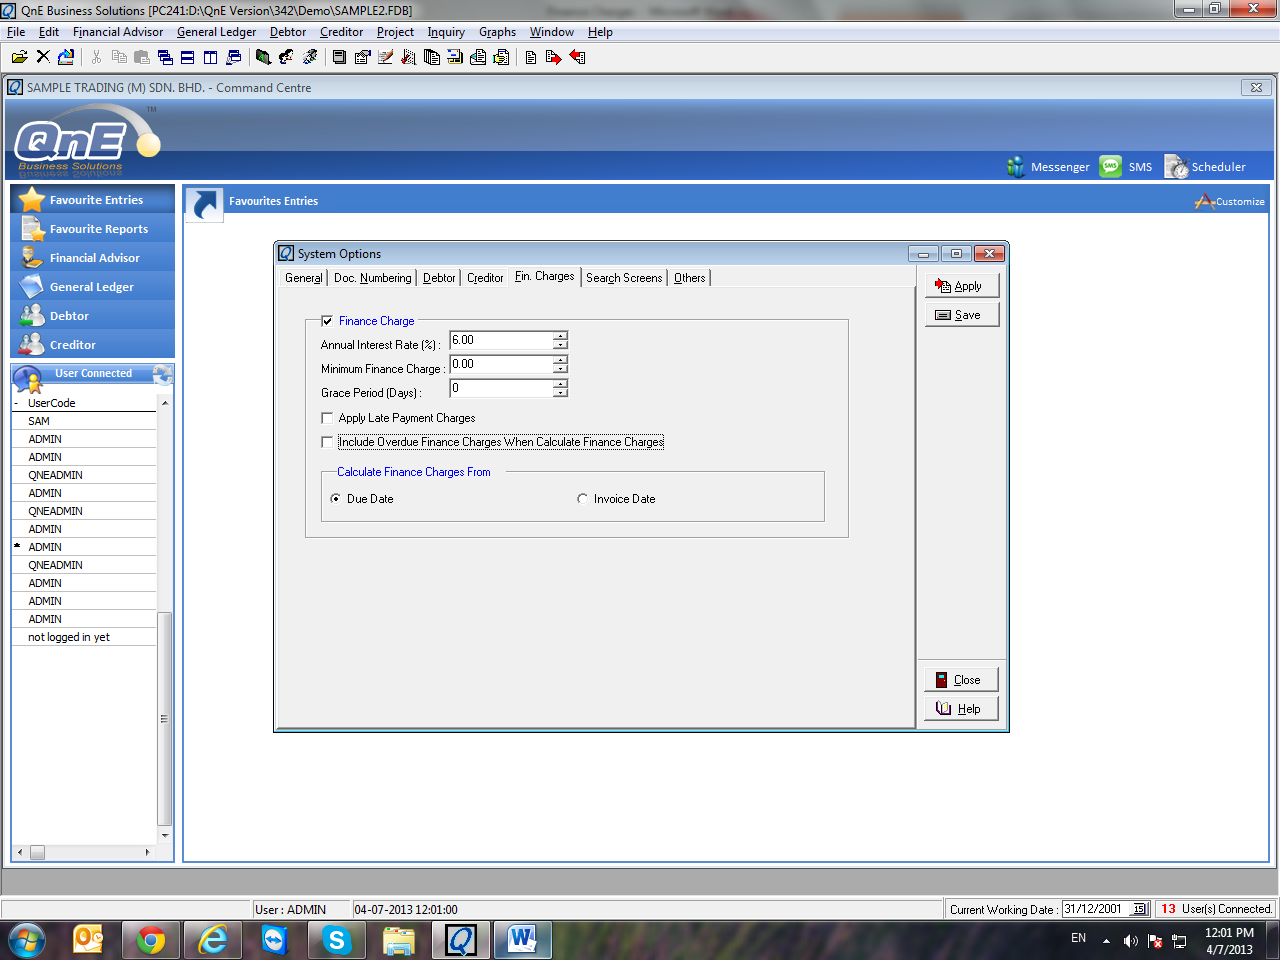 QnE Business Solutions [PC241:D:\QnE Version\342\Demo\SAMPLE2.FDB]
File Edit Financial Advisor General Ledger Debtor Creditor Project Inquiry Graphs Window Help
SAMPLE TRADING (M) SDN. BHD. - Command Centre
QnE TM
Business Solutions
Messenger SMS Scheduler
Favourite Entries
Favourite Reports
Financial Advisor
General Ledger
Debtor
Creditor
User Connected
- UserCode
SAM
ADMIN
ADMIN
QNEADMIN
ADMIN
QNEADMIN
ADMIN
* ADMIN
QNEADMIN
ADMIN
ADMIN
ADMIN
not logged in yet
Favourites Entries
Customize
System Options
General Doc. Numbering Debtor Creditor Fin. Charges Search Screens Others
Finance Charge
Annual Interest Rate (%) : 6.00
Minimum Finance Charge : 0.00
Grace Period (Days) : 0
Apply Late Payment Charges
Include Overdue Finance Charges When Calculate Finance Charges
Calculate Finance Charges From
Due Date Invoice Date
Apply
Save
Close
Help
User : ADMIN 04-07-2013 12:01:00 Current Working Date : 31/12/2001 15 13 User(s) Connected.
EN 12:01 PM
4/7/2013